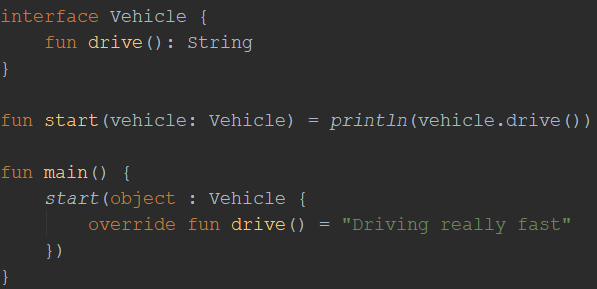 interface Vehicle {
    fun drive(): String
}

fun start(vehicle: Vehicle) = println(vehicle.drive())

fun main() {
    start(object : Vehicle {
        override fun drive() = "Driving really fast"
    })
}